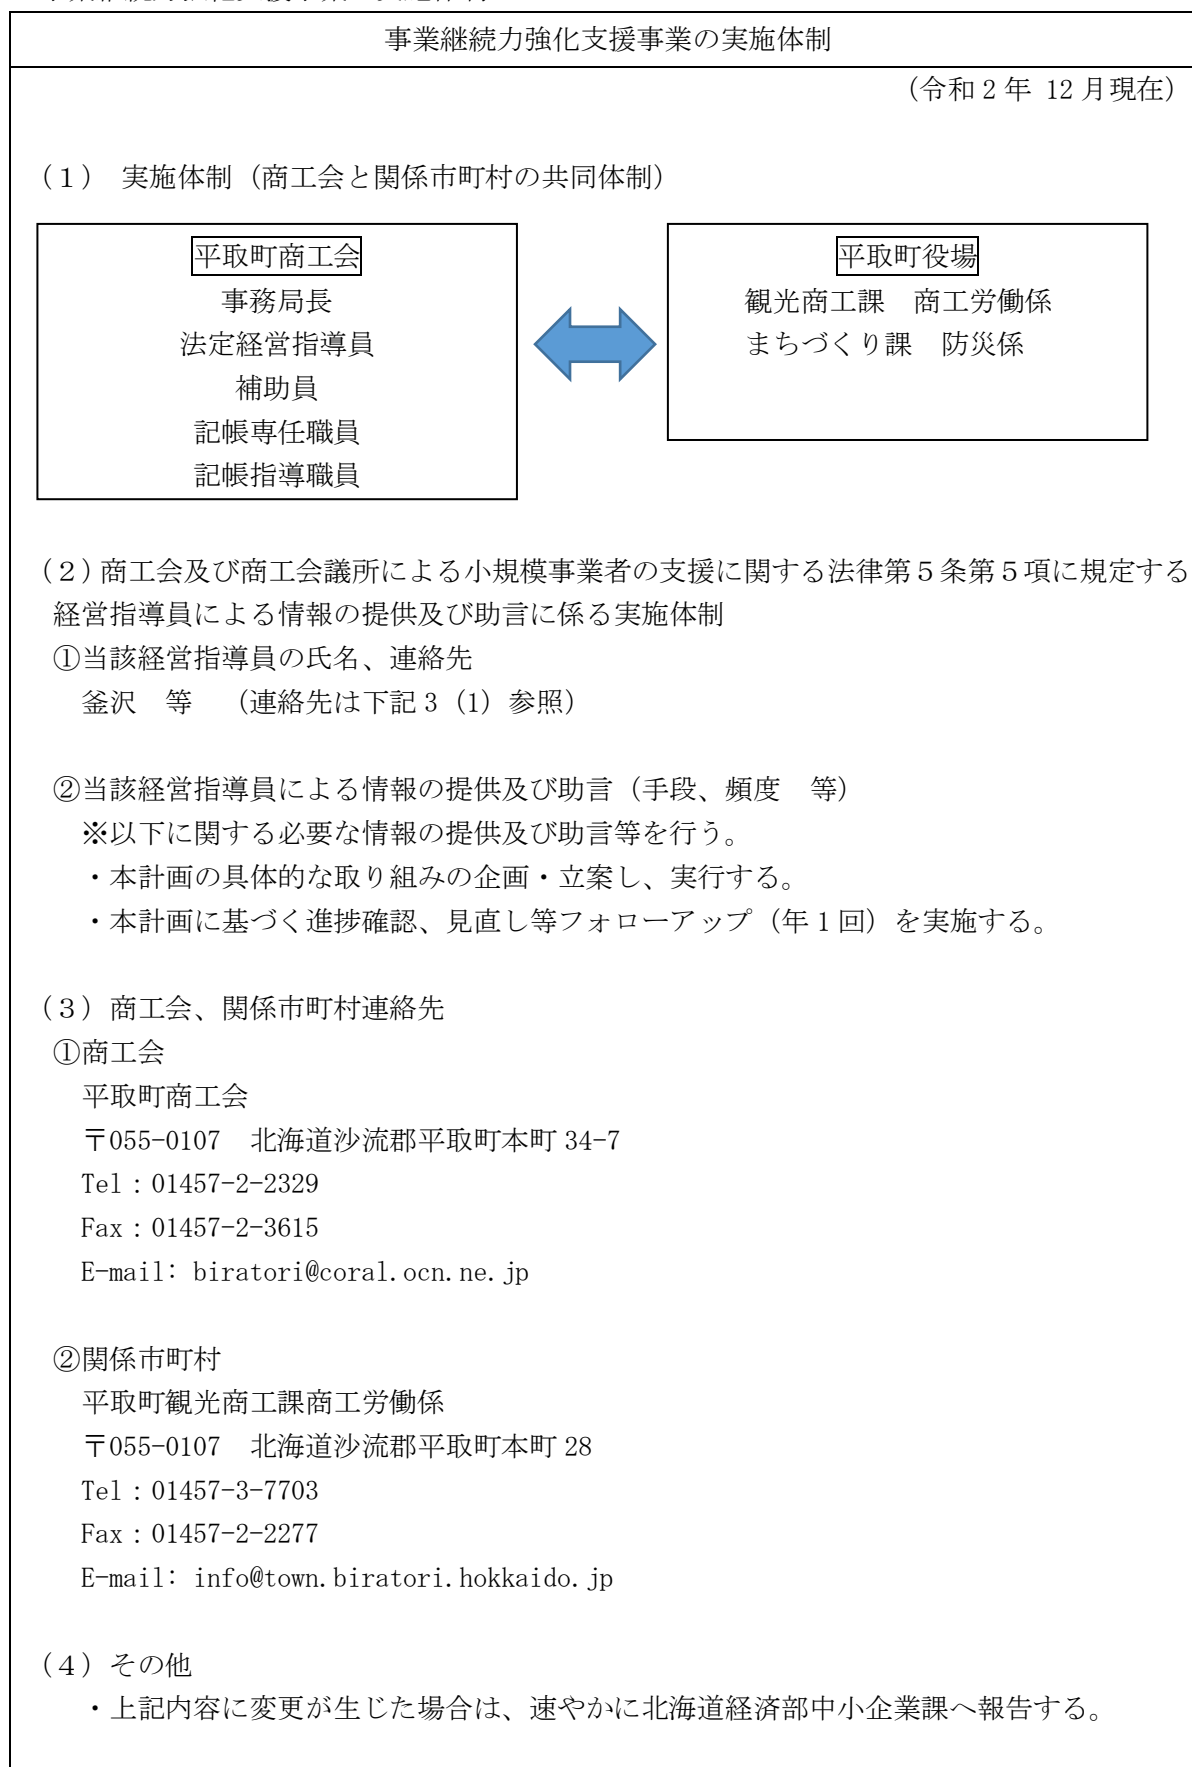 事業継続力強化支援事業の実施体制
（令和２年 12 月現在）
（１） 実施体制（商工会と関係市町村の共同体制）
平取町商工会
事務局長
法定経営指導員
補助員
記帳専任職員
記帳指導職員
平取町役場
観光商工課　商工労働係
まちづくり課　防災係
（２）商工会及び商工会議所による小規模事業者の支援に関する法律第５条第５項に規定する
経営指導員による情報の提供及び助言に係る実施体制
①当該経営指導員の氏名、連絡先
釜沢　等　（連絡先は下記 3（1）参照）
②当該経営指導員による情報の提供及び助言（手段、頻度　等）
※以下に関する必要な情報の提供及び助言等を行う。
・本計画の具体的な取り組みの企画・立案し、実行する。
・本計画に基づく進捗確認、見直し等フォローアップ（年１回）を実施する。
（３）商工会、関係市町村連絡先
①商工会
平取町商工会
〒055-0107　北海道沙流郡平取町本町 34-7
Tel：01457-2-2329
Fax：01457-2-3615
E-mail: biratori@coral.ocn.ne.jp
②関係市町村
平取町観光商工課商工労働係
〒055-0107　北海道沙流郡平取町本町 28
Tel：01457-3-7703
Fax：01457-2-2277
E-mail: info@town.biratori.hokkaido.jp
（４）その他
・上記内容に変更が生じた場合は、速やかに北海道経済部中小企業課へ報告する。